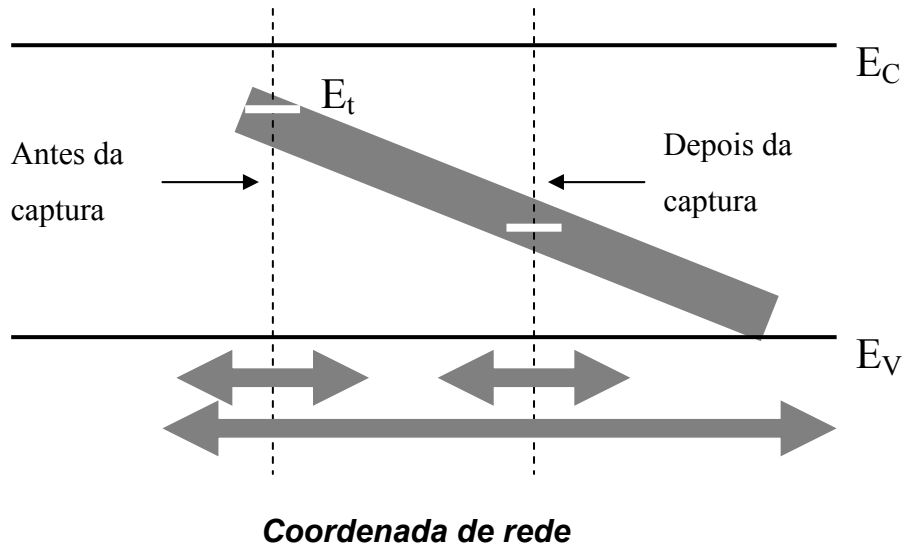 E_C
E_t
Antes da
captura
Depois da
captura
E_V
Coordenada de rede